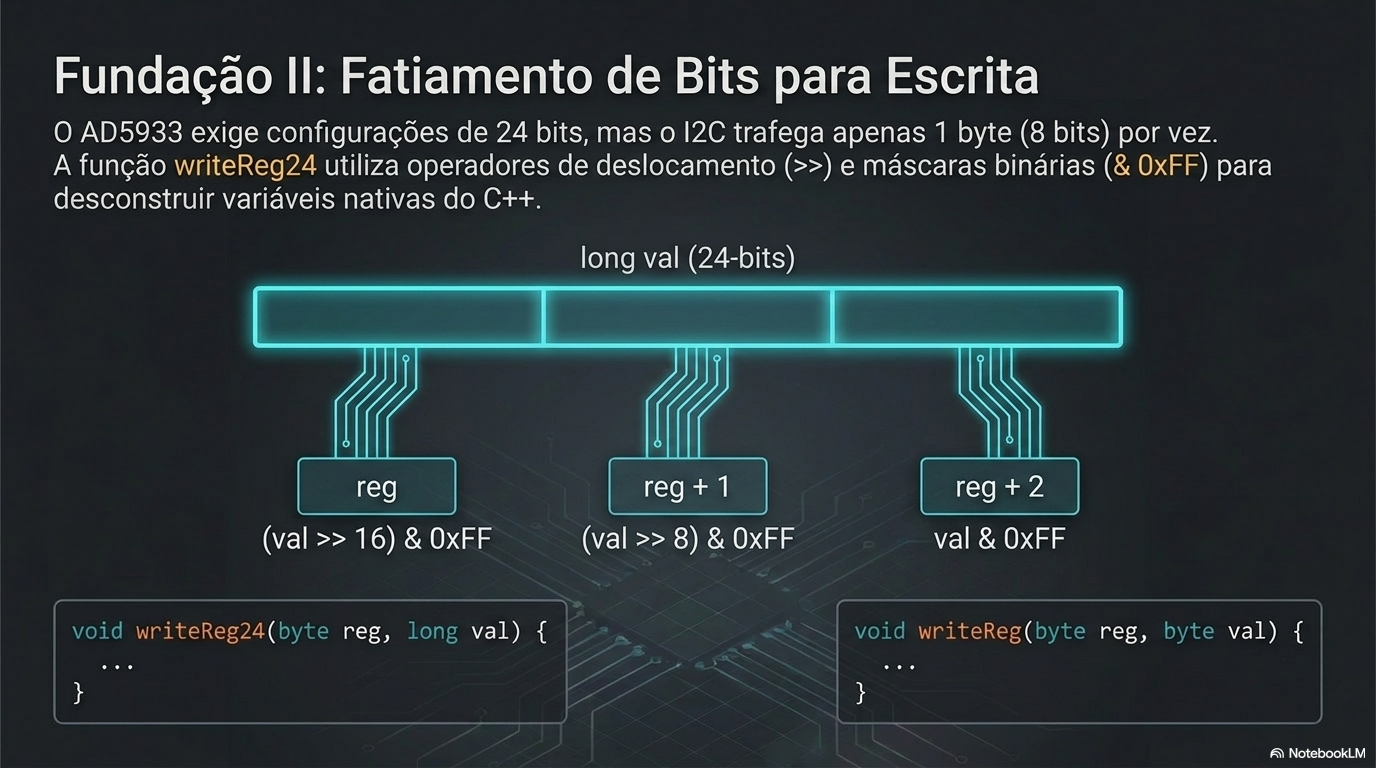 Fundação II: Fatiamento de Bits para Escrita
O AD5933 exige configurações de 24 bits, mas o I2C trafega apenas 1 byte (8 bits) por vez.
A função writeReg24 utiliza operadores de deslocamento (>>) e máscaras binárias (& 0xFF) para
desconstruir variáveis nativas do C++.
long val (24-bits)
reg
reg + 1
reg + 2
(val >> 16) & 0xFF
(val >> 8) & 0xFF
val & 0xFF
void writeReg24(byte reg, long val) {
...
}
void writeReg(byte reg, byte val) {
...
}
NotebookLM